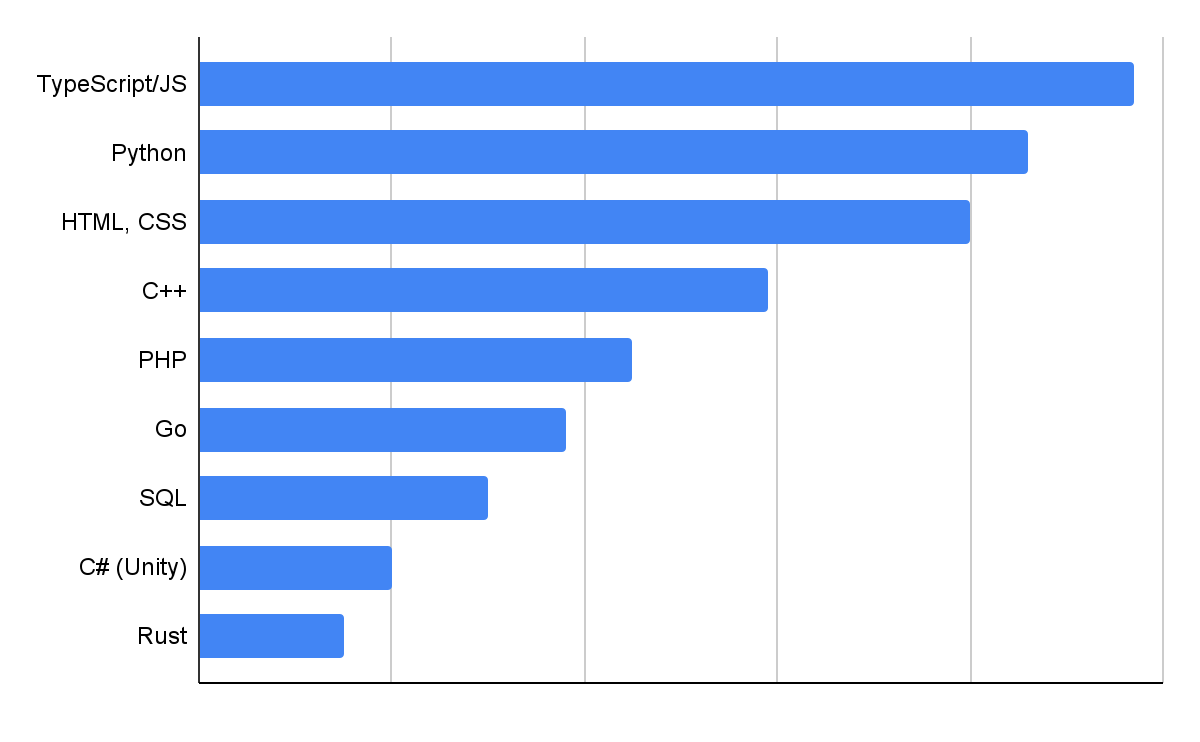 TypeScript/JS
Python
HTML, CSS
C++
PHP
Go
SQL
C# (Unity)
Rust